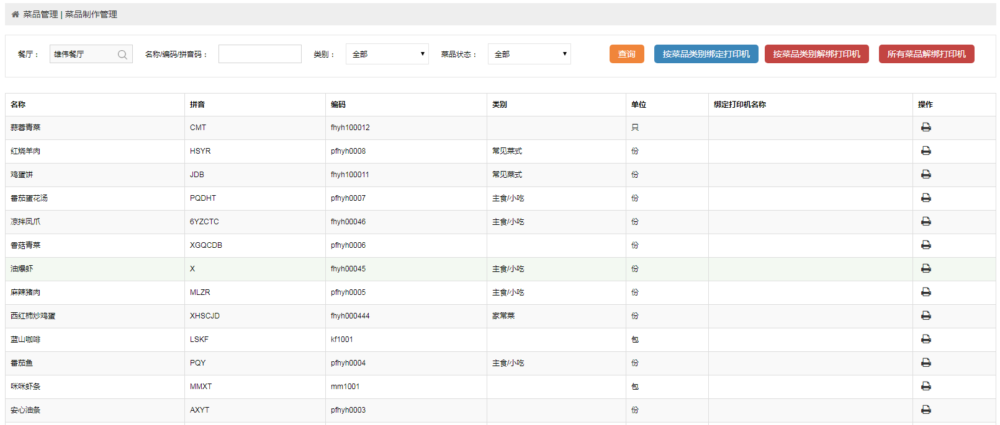 菜品管理 | 菜品制作管理
餐厅： 雄伟餐厅 名称/编码/拼音码： 类别： 全部 菜品状态： 全部 查询 按菜品类别绑定打印机 按菜品类别解绑打印机 所有菜品解绑打印机
名称 拼音 编码 类别 单位 绑定打印机名称 操作
蒜蓉青菜 CMT fhyh100012 只
红烧羊肉 HSYR pfhyh0008 常见菜式 份
鸡蛋饼 JDB fhyh100011 常见菜式 份
番茄蛋花汤 PQDHT pfhyh0007 主食/小吃 份
凉拌凤爪 6YZCTC fhyh00046 主食/小吃 份
香菇青菜 XGQCDB pfhyh0006 份
油爆虾 X fhyh00045 主食/小吃 份
麻辣猪肉 MLZR pfhyh0005 主食/小吃 份
西红柿炒鸡蛋 XHSCJD fhyh000444 家常菜 份
蓝山咖啡 LSKF kf1001 包
番茄鱼 PQY pfhyh0004 主食/小吃 份
咪咪虾条 MMXT mm1001 包
安心油条 AXYT pfhyh0003 份